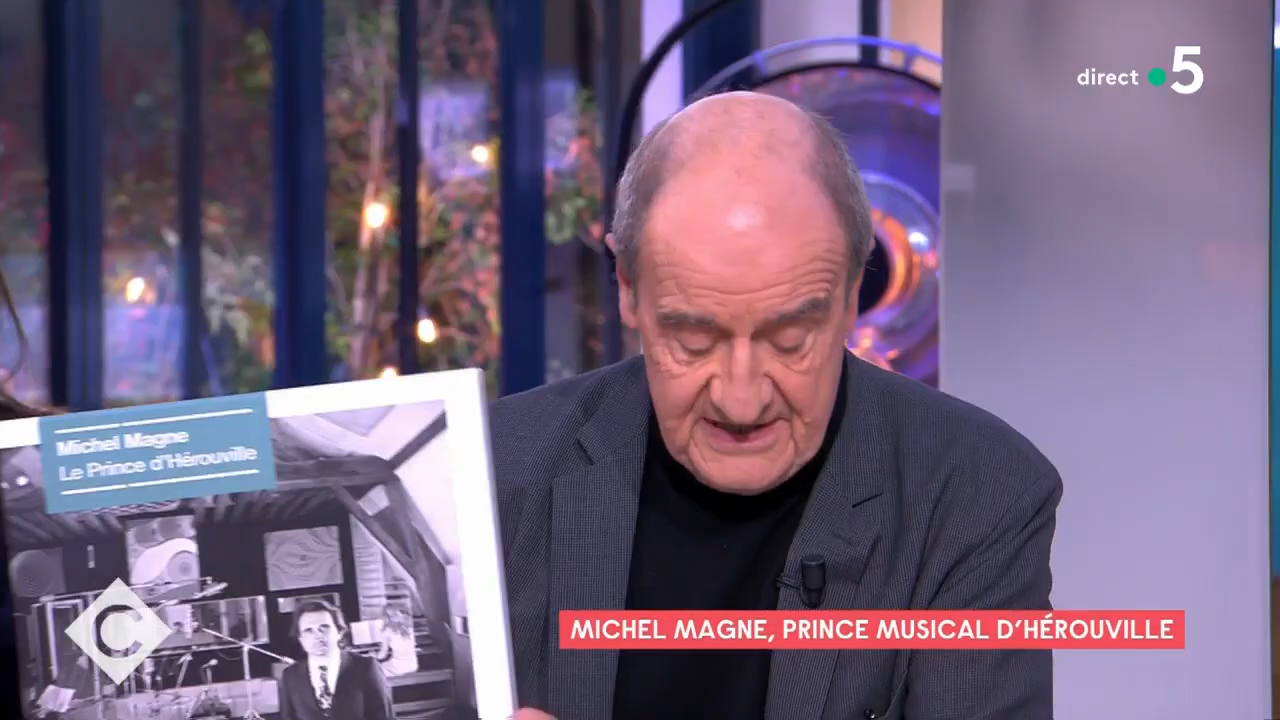 direct 5
Michel Magne
Le Prince d'Hérouville
C
MICHEL MAGNE, PRINCE MUSICAL D'HÉROUVILLE